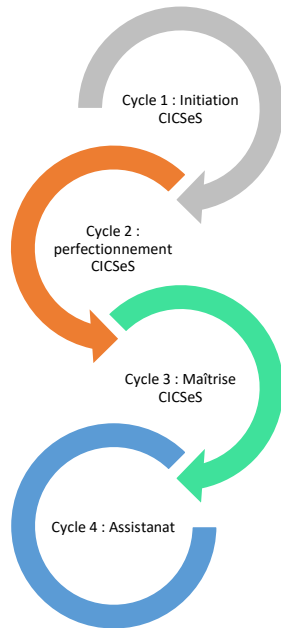 Cycle 1 : Initiation
CICSeS
Cycle 2 :
perfectionnement
CICSeS
Cycle 3 : Maîtrise
CICSeS
Cycle 4 : Assistanat